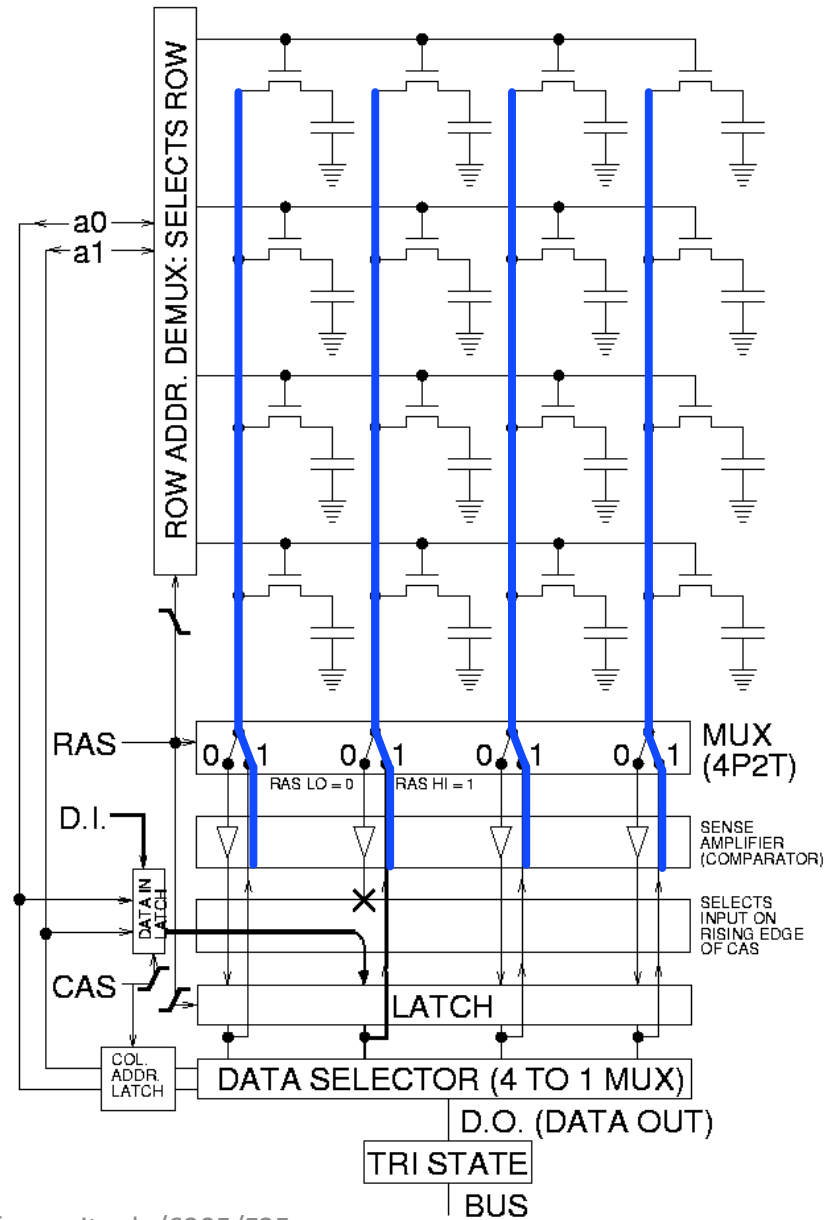 ROW ADDR. DEMUX: SELECTS ROW
a0
a1
RAS
0 1
0 1
0 1
0 1
MUX
(4P2T)
RAS LO = 0
RAS HI = 1
D.I.
SENSE
AMPLIFIER
(COMPARATOR)
DATA IN
LATCH
SELECTS
INPUT ON
RISING EDGE
OF CAS
CAS
LATCH
COL.
ADDR.
LATCH
DATA SELECTOR (4 TO 1 MUX)
D.O. (DATA OUT)
TRI STATE
BUS